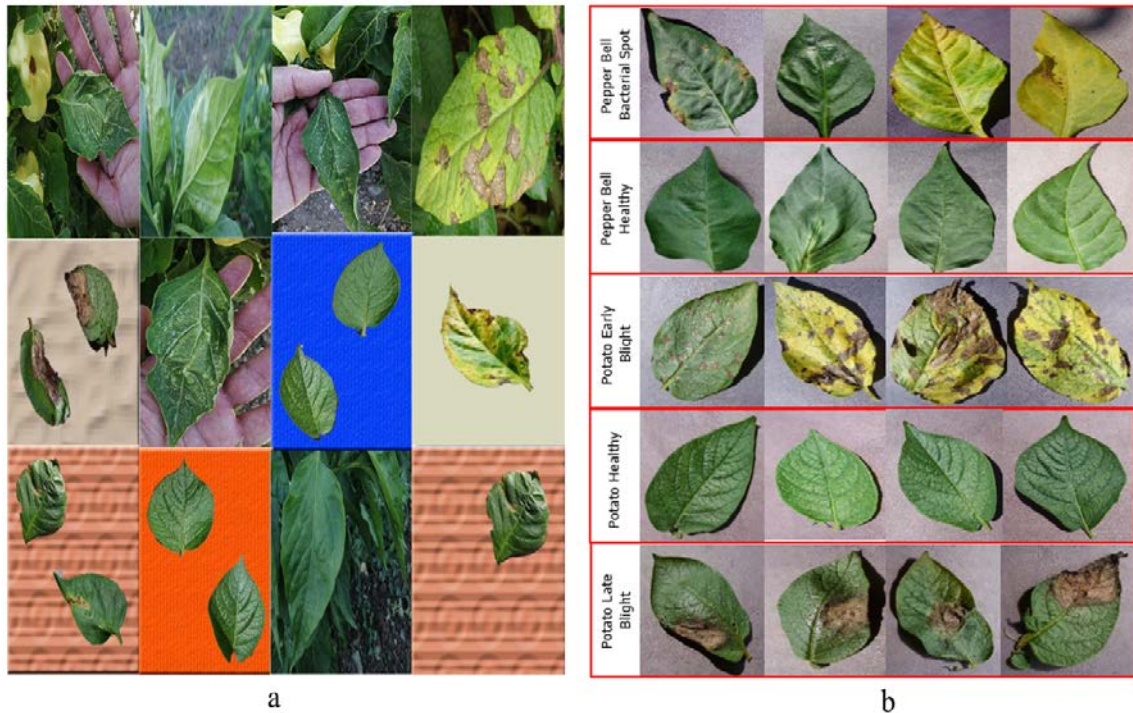 Pepper Bell
Bacterial Spot
Pepper Bell
Healthy
Potato Early
Blight
Potato Healthy
Potato Late
Blight
a
b